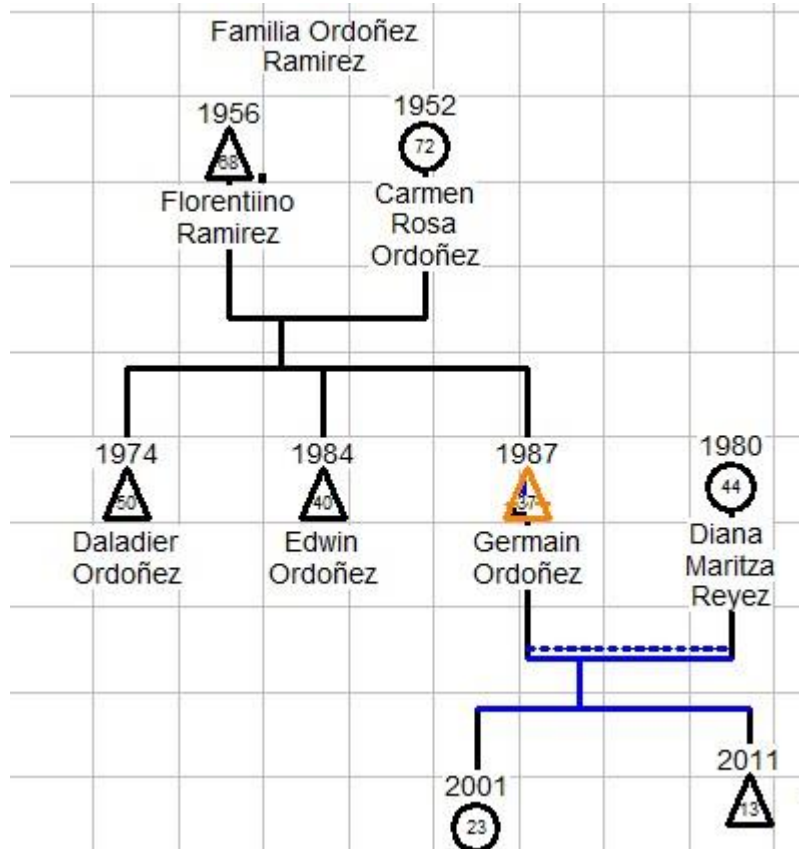 Familia Ordoñez
Ramirez
1956
1952
68
72
Florentiino
Ramirez
Carmen
Rosa
Ordoñez
1974
1984
1987
1980
50
40
37
44
Daladier
Ordoñez
Edwin
Ordoñez
Germain
Ordoñez
Diana
Maritza
Reyez
2001
2011
23
13